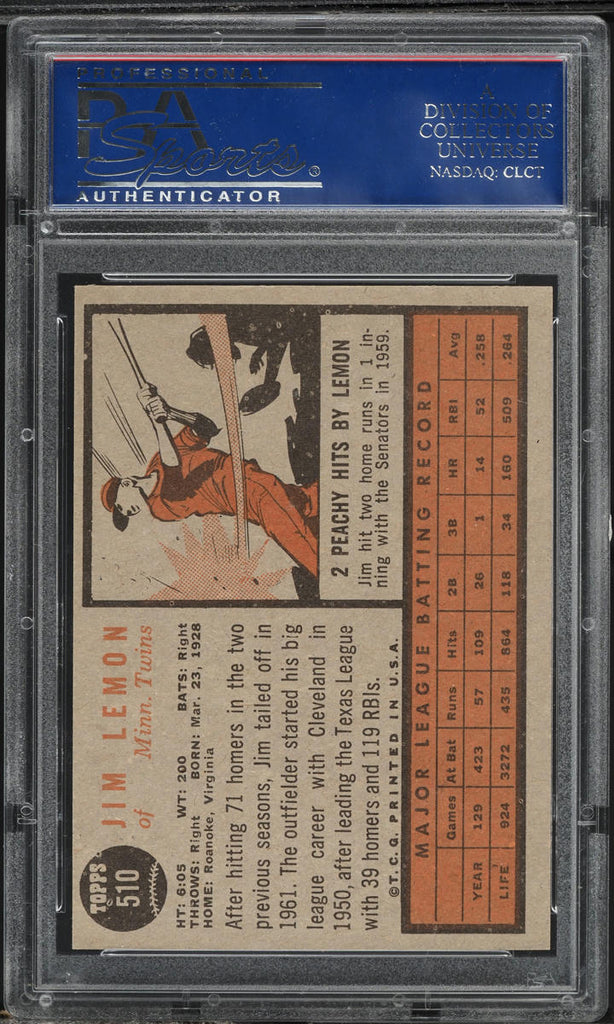 PROFESSIONAL
PSA
Sports®
AUTHENTICATOR
A
DIVISION OF
COLLECTORS
UNIVERSE
NASDAQ: CLCT
TOPPS
510
JIM LEMON
of Minn. Twins
HT: 6:05 WT: 200 BATS: Right
THROWS: Right BORN: Mar. 23, 1928
HOME: Roanoke, Virginia
After hitting 71 homers in the two
previous seasons, Jim tailed off in
1961. The outfielder started his big
league career with Cleveland in
1950, after leading the Texas League
with 39 homers and 119 RBIs.
©T.C.G. PRINTED IN U.S.A.
2 PEACHY HITS BY LEMON
Jim hit two home runs in 1 in-
ning with the Senators in 1959.
MAJOR LEAGUE BATTING RECORD
Games At Bat Runs Hits 2B 3B HR RBI Avg
YEAR 129 423 57 109 26 1 14 52 .258
LIFE 924 3272 435 864 118 34 160 509 .264